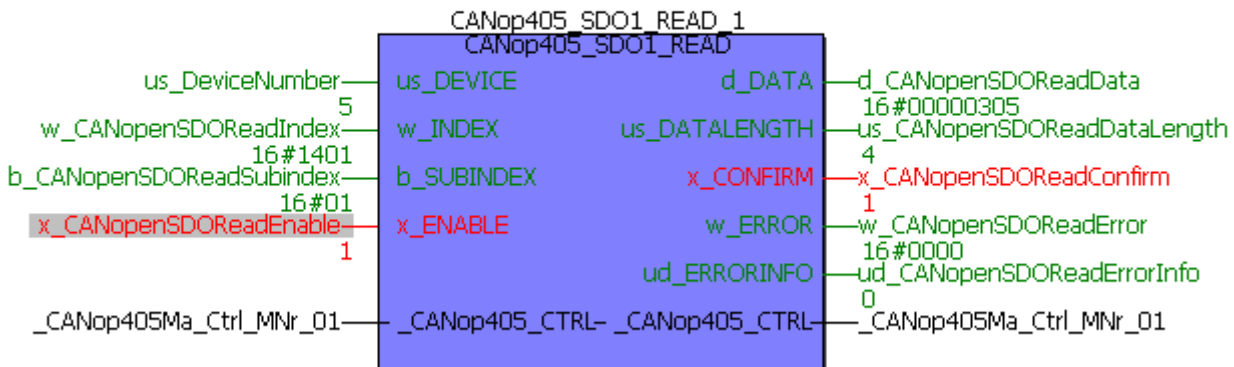 CANop405_SDO1_READ_1
CANop405_SDO1_READ
us_DeviceNumber us_DEVICE d_DATA d_CANopenSDOReadData
5 16#00000305
w_CANopenSDOReadIndex w_INDEX us_DATALENGTH us_CANopenSDOReadDataLength
16#1401 4
b_CANopenSDOReadSubindex b_SUBINDEX x_CONFIRM x_CANopenSDOReadConfirm
16#01 1
x_CANopenSDOReadEnable x_ENABLE w_ERROR w_CANopenSDOReadError
1 16#0000
ud_ERRORINFO ud_CANopenSDOReadErrorInfo
0
_CANop405Ma_Ctrl_MNr_01 _CANop405_CTRL _CANop405_CTRL _CANop405Ma_Ctrl_MNr_01